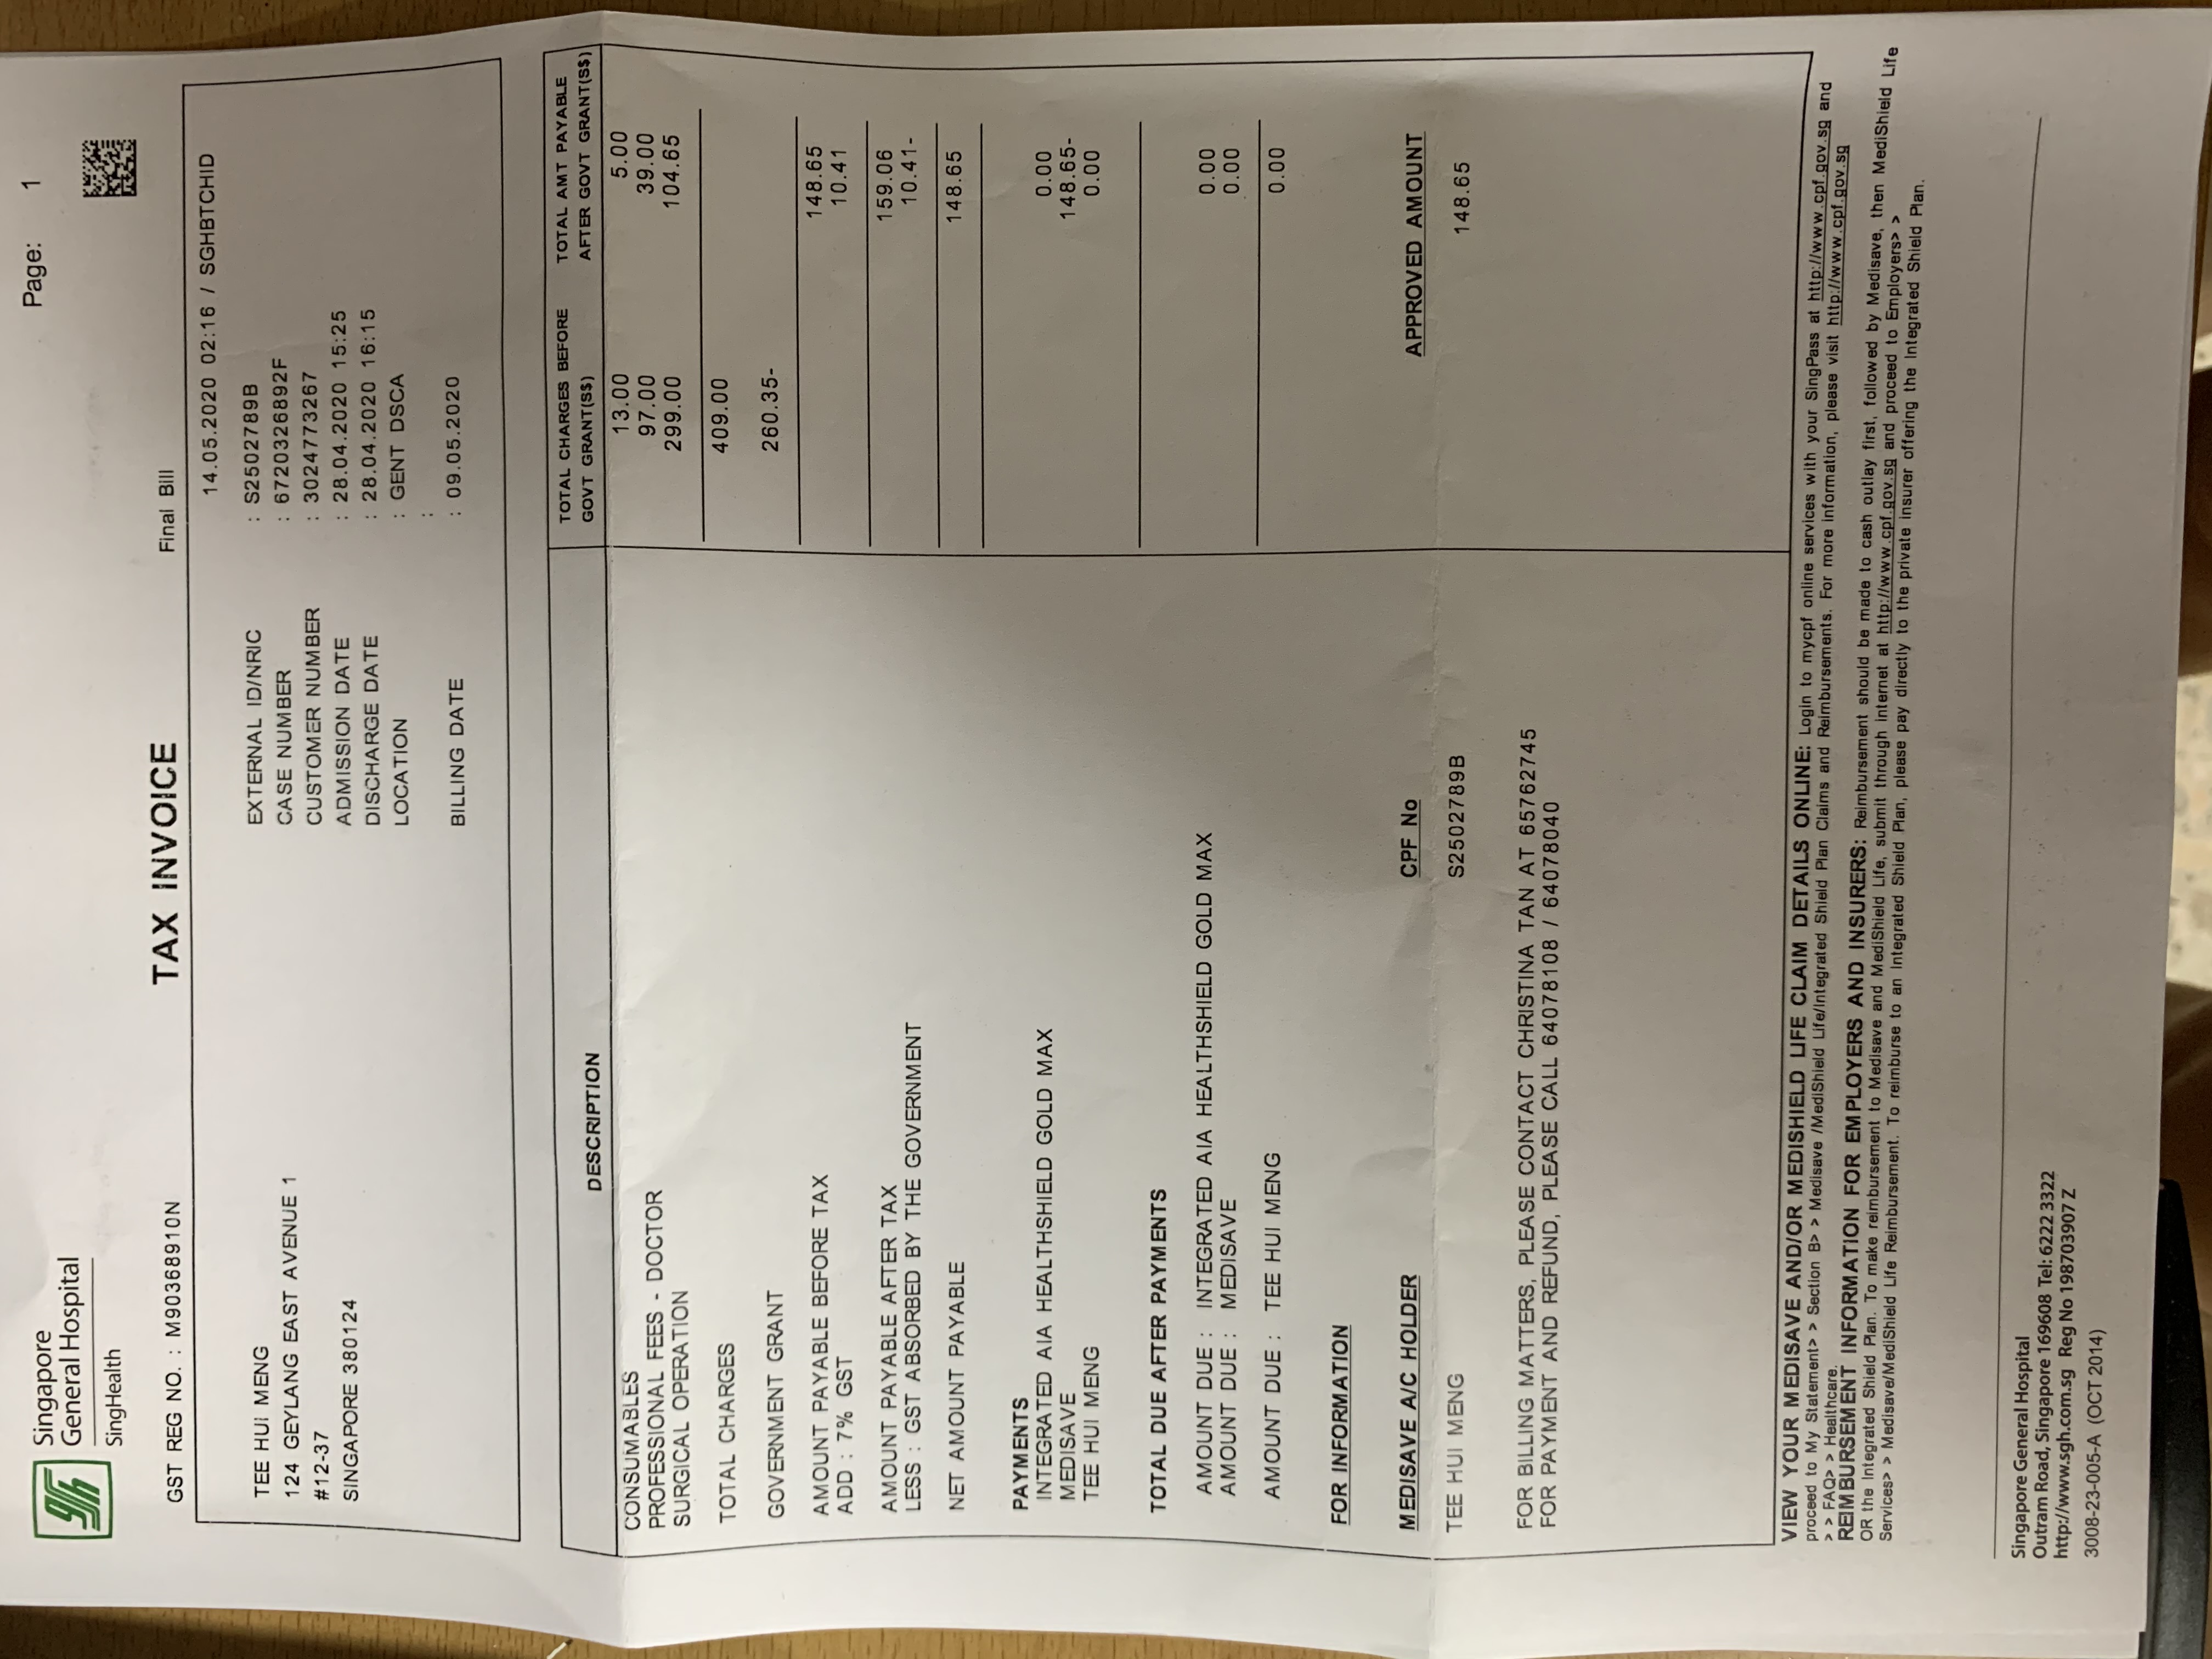 Singapore
General Hospital
SingHealth
Page: 1
GST REG NO. : M90368910N
TAX INVOICE
Final Bill
14.05.2020 02:16 / SGHBTCHID
TEE HUI MENG
124 GEYLANG EAST AVENUE 1
#12-37
SINGAPORE 380124
EXTERNAL ID/NRIC : S2502789B
CASE NUMBER : 6720326892F
CUSTOMER NUMBER : 3024773267
ADMISSION DATE : 28.04.2020 15:25
DISCHARGE DATE : 28.04.2020 16:15
LOCATION : GENT DSCA
:
BILLING DATE : 09.05.2020
DESCRIPTION
TOTAL CHARGES BEFORE GOVT GRANT(S$)
TOTAL AMT PAYABLE AFTER GOVT GRANT(S$)
CONSUMABLES 13.00 5.00
PROFESSIONAL FEES - DOCTOR 97.00 39.00
SURGICAL OPERATION 299.00 104.65
TOTAL CHARGES 409.00
GOVERNMENT GRANT 260.35-
AMOUNT PAYABLE BEFORE TAX 148.65
ADD : 7% GST 10.41
AMOUNT PAYABLE AFTER TAX 159.06
LESS : GST ABSORBED BY THE GOVERNMENT 10.41-
NET AMOUNT PAYABLE 148.65
PAYMENTS
INTEGRATED AIA HEALTHSHIELD GOLD MAX 0.00
MEDISAVE 148.65-
TEE HUI MENG 0.00
TOTAL DUE AFTER PAYMENTS
AMOUNT DUE : INTEGRATED AIA HEALTHSHIELD GOLD MAX 0.00
AMOUNT DUE : MEDISAVE 0.00
AMOUNT DUE : TEE HUI MENG 0.00
FOR INFORMATION
MEDISAVE A/C HOLDER CPF No APPROVED AMOUNT
TEE HUI MENG S2502789B 148.65
FOR BILLING MATTERS, PLEASE CONTACT CHRISTINA TAN AT 65762745
FOR PAYMENT AND REFUND, PLEASE CALL 64078108 / 64078040
VIEW YOUR MEDISAVE AND/OR MEDISHIELD LIFE CLAIM DETAILS ONLINE: Login to mycpf online services with your SingPass at http://www.cpf.gov.sg and
proceed to My Statement> > Section B> > Medisave /MediShield Life/Integrated Shield Plan Claims and Reimbursements. For more information, please visit http://www.cpf.gov.sg
> > FAQ> > Healthcare.
REIMBURSEMENT INFORMATION FOR EMPLOYERS AND INSURERS: Reimbursement should be made to cash outlay first, followed by Medisave, then MediShield Life
OR the Integrated Shield Plan. To make reimbursement to Medisave and MediShield Life, submit through internet at http://www.cpf.gov.sg and proceed to Employers> >
Services> > Medisave/MediShield Life Reimbursement. To reimburse to an Integrated Shield Plan, please pay directly to the private insurer offering the Integrated Shield Plan.
Singapore General Hospital
Outram Road, Singapore 169608 Tel: 6222 3322
http://www.sgh.com.sg Reg No 198703907Z
3008-23-005-A (OCT 2014)